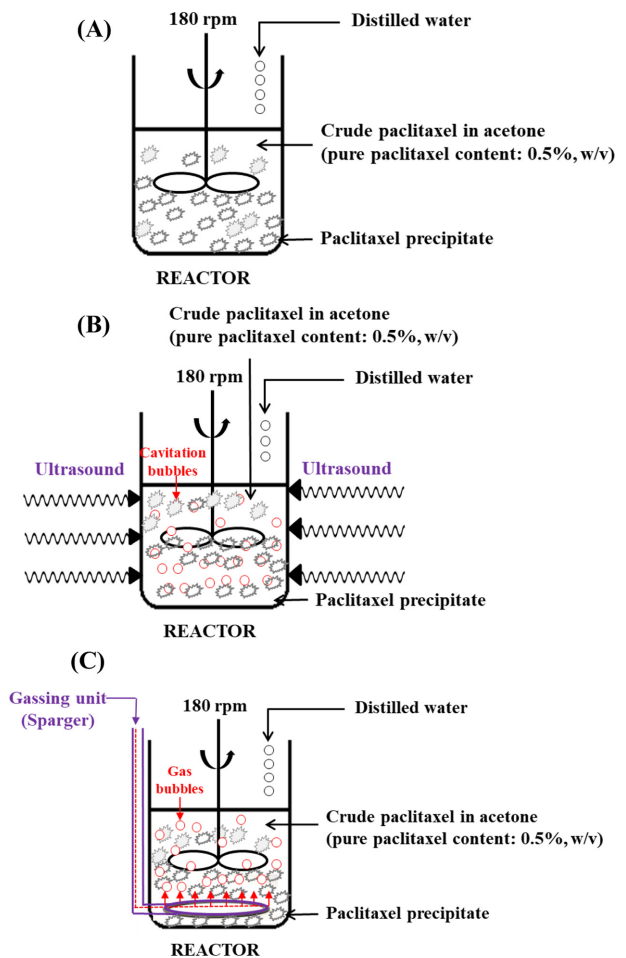 (A)
180 rpm
Distilled water
Crude paclitaxel in acetone
(pure paclitaxel content: 0.5%, w/v)
Paclitaxel precipitate
REACTOR
(B)
Crude paclitaxel in acetone
(pure paclitaxel content: 0.5%, w/v)
180 rpm
Distilled water
Cavitation
bubbles
Ultrasound
Ultrasound
Paclitaxel precipitate
REACTOR
(C)
Gassing unit
(Sparger)
180 rpm
Distilled water
Gas
bubbles
Crude paclitaxel in acetone
(pure paclitaxel content: 0.5%, w/v)
Paclitaxel precipitate
REACTOR